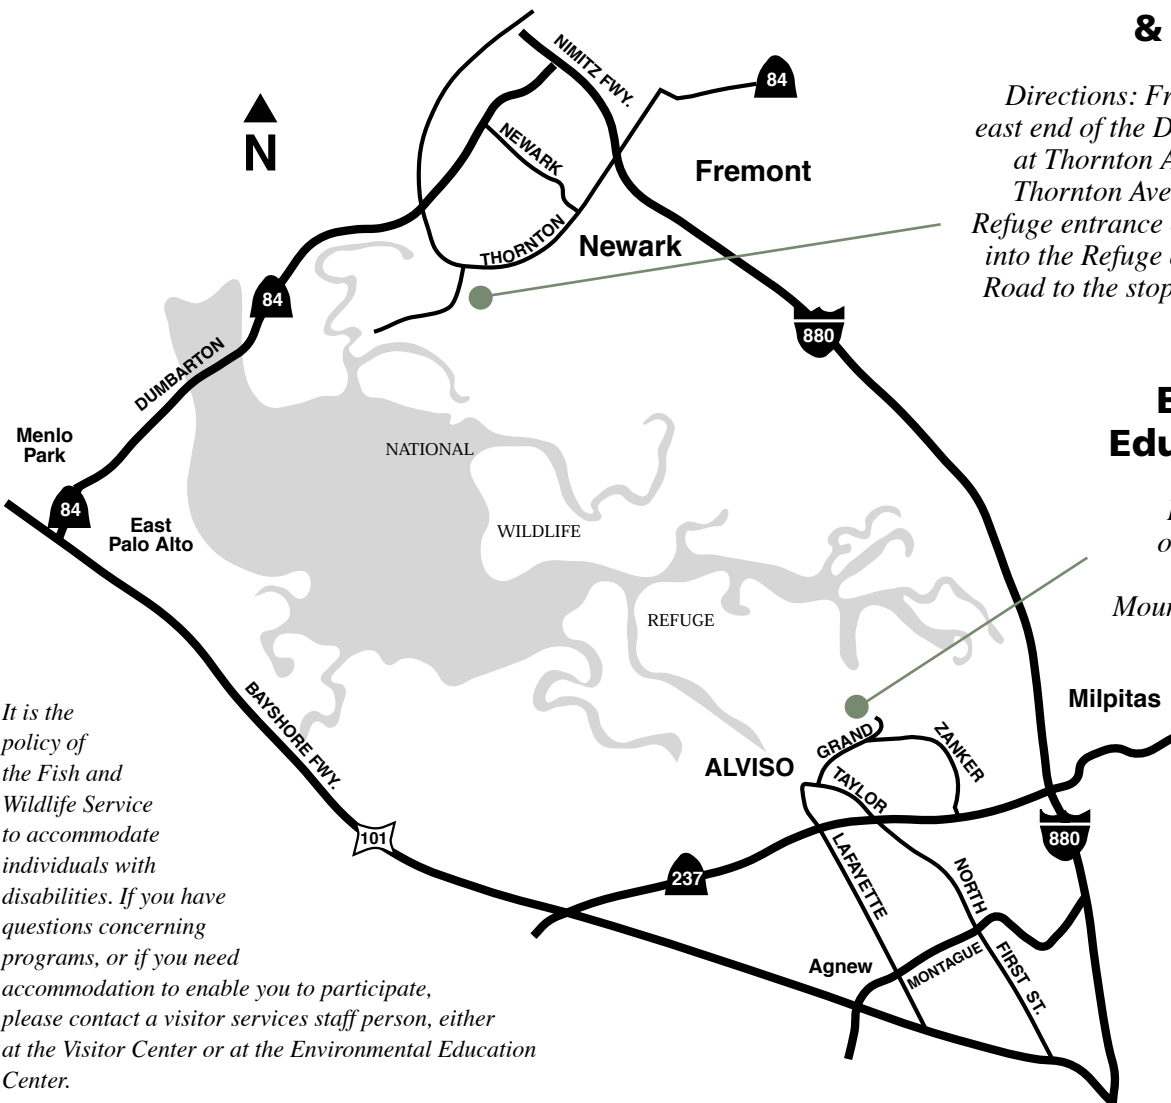 &
Directions: Fr
east end of the D
at Thornton A
Thornton Ave
Refuge entrance
into the Refuge
Road to the stop
NIMITZ FWY.
84
N
NEWARK
Fremont
THORNTON
Newark
84
880
DUMBARTON
Menlo
Park
NATIONAL
Edu
84
East
Palo Alto
WILDLIFE
REFUGE
Mour
Milpitas
BAYSHORE FWY.
GRAND
ZANKER
ALVISO
TAYLOR
101
880
LAFAYETTE
237
NORTH
FIRST ST.
Agnew
MONTAGUE
It is the
policy of
the Fish and
Wildlife Service
to accommodate
individuals with
disabilities. If you have
questions concerning
programs, or if you need
accommodation to enable you to participate,
please contact a visitor services staff person, either
at the Visitor Center or at the Environmental Education
Center.